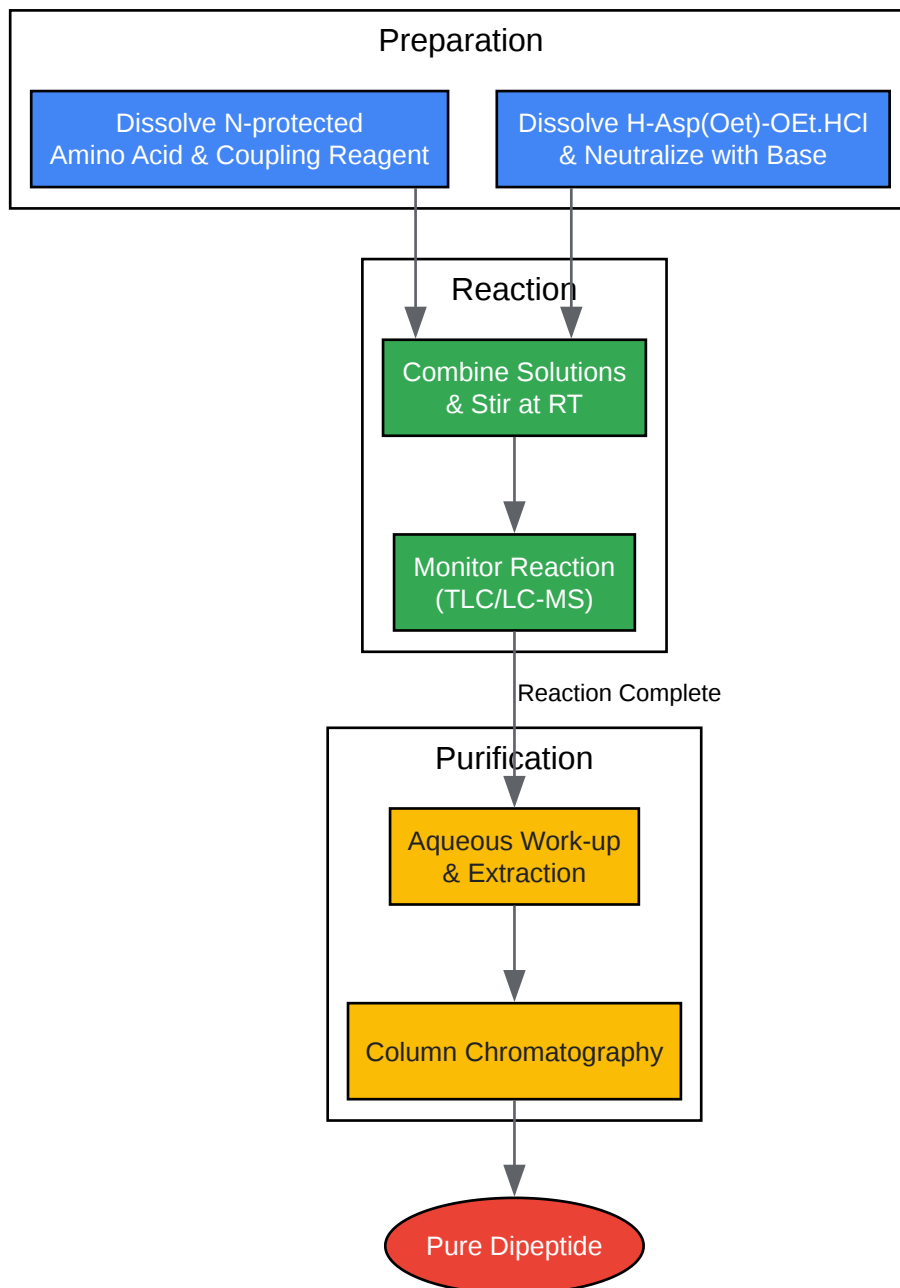 Preparation
Dissolve N-protected
Amino Acid & Coupling Reagent
Dissolve H-Asp(Oet)-OEt.HCl
& Neutralize with Base
Reaction
Combine Solutions
& Stir at RT
Monitor Reaction
(TLC/LC-MS)
Reaction Complete
Purification
Aqueous Work-up
& Extraction
Column Chromatography
Pure Dipeptide